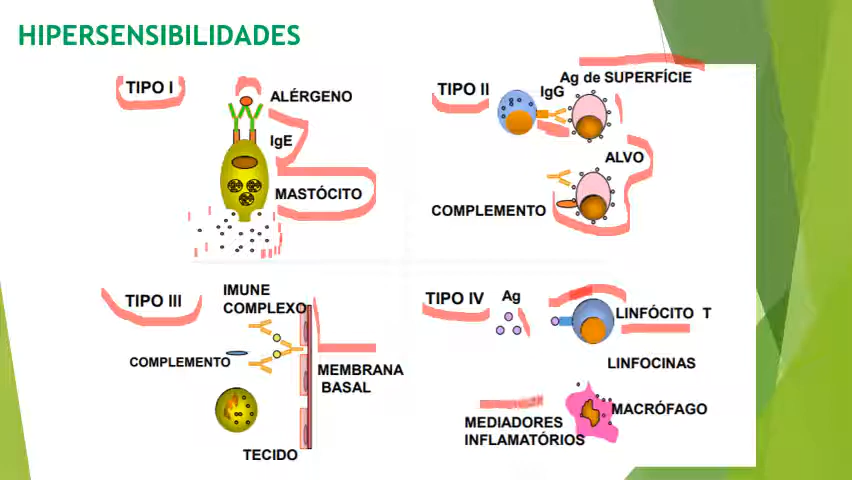 HIPERSENSIBILIDADES
TIPO I
ALÉRGENO
IgE
MASTÓCITO
TIPO II
IgG
Ag de SUPERFÍCIE
ALVO
COMPLEMENTO
TIPO III
IMUNE
COMPLEXO
COMPLEMENTO
MEMBRANA
BASAL
TECIDO
TIPO IV
Ag
LINFÓCITO T
LINFOCINAS
MACRÓFAGO
MEDIADORES
INFLAMATÓRIOS